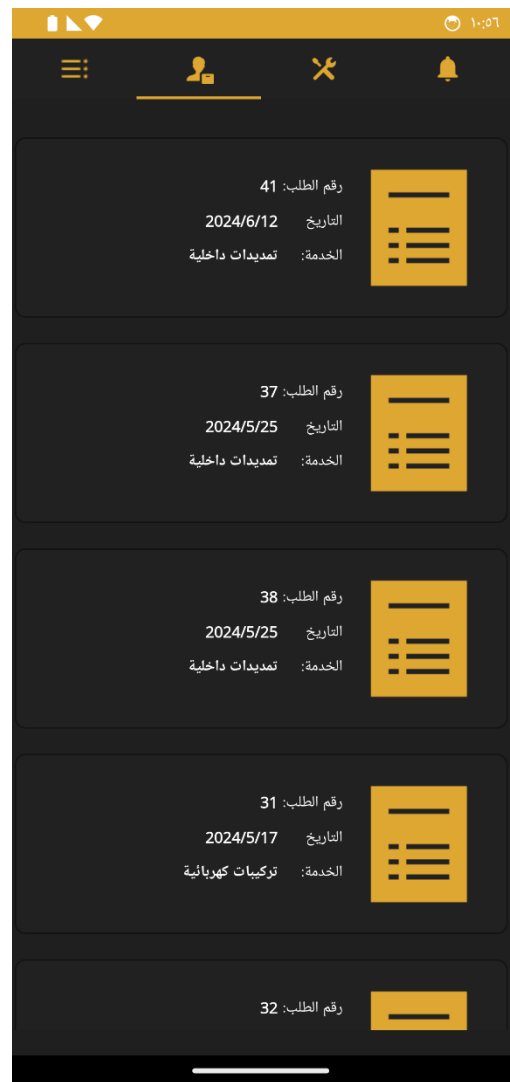 ١٠:٥٦
رقم الطلب: 41
التاريخ 2024/6/12
الخدمة: تمديدات داخلية
رقم الطلب: 37
التاريخ 2024/5/25
الخدمة: تمديدات داخلية
رقم الطلب: 38
التاريخ 2024/5/25
الخدمة: تمديدات داخلية
رقم الطلب: 31
التاريخ 2024/5/17
الخدمة: تركيبات كهربائية
رقم الطلب: 32